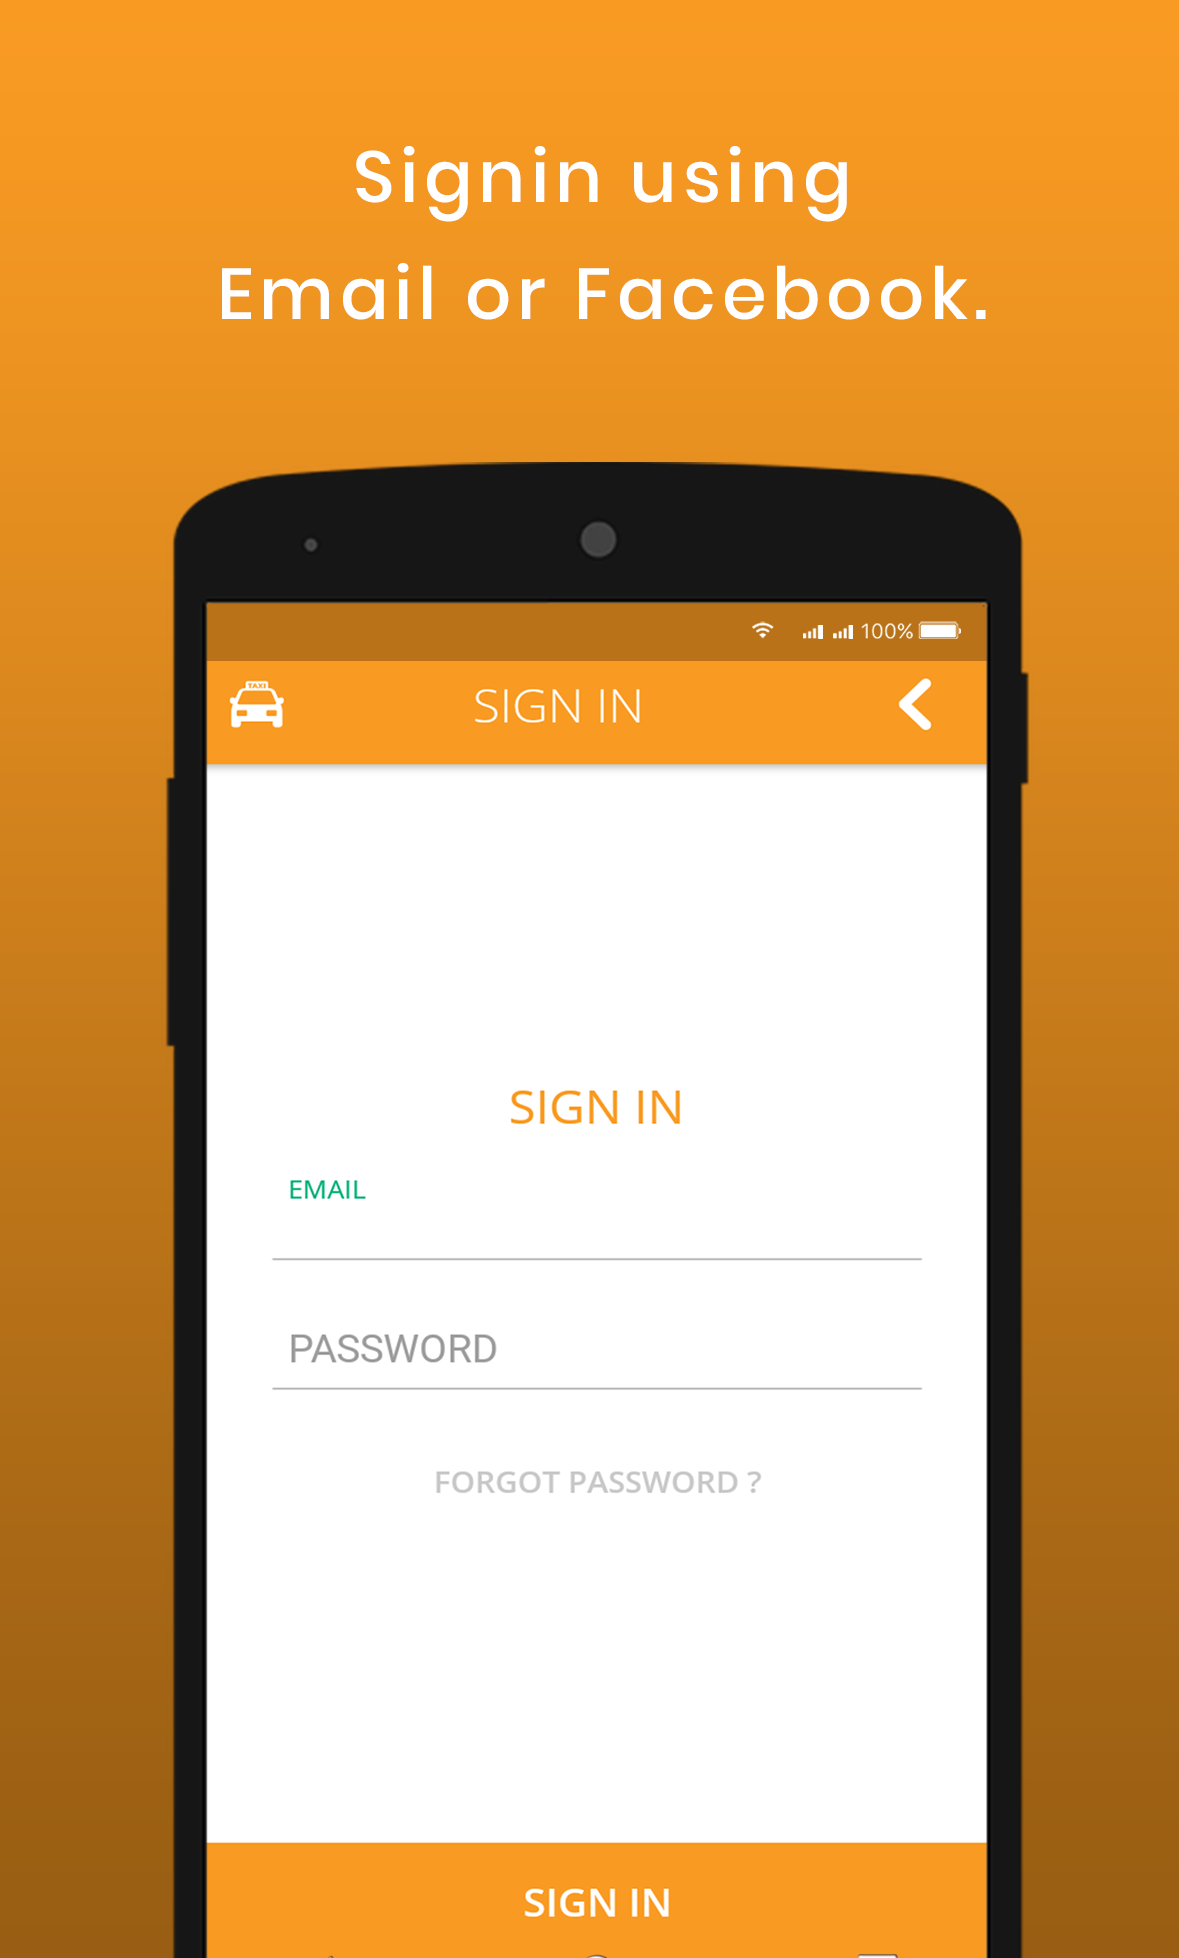 Signin using
Email or Facebook.
100%
TAXI
SIGN IN
SIGN IN
EMAIL
PASSWORD
FORGOT PASSWORD ?
SIGN IN